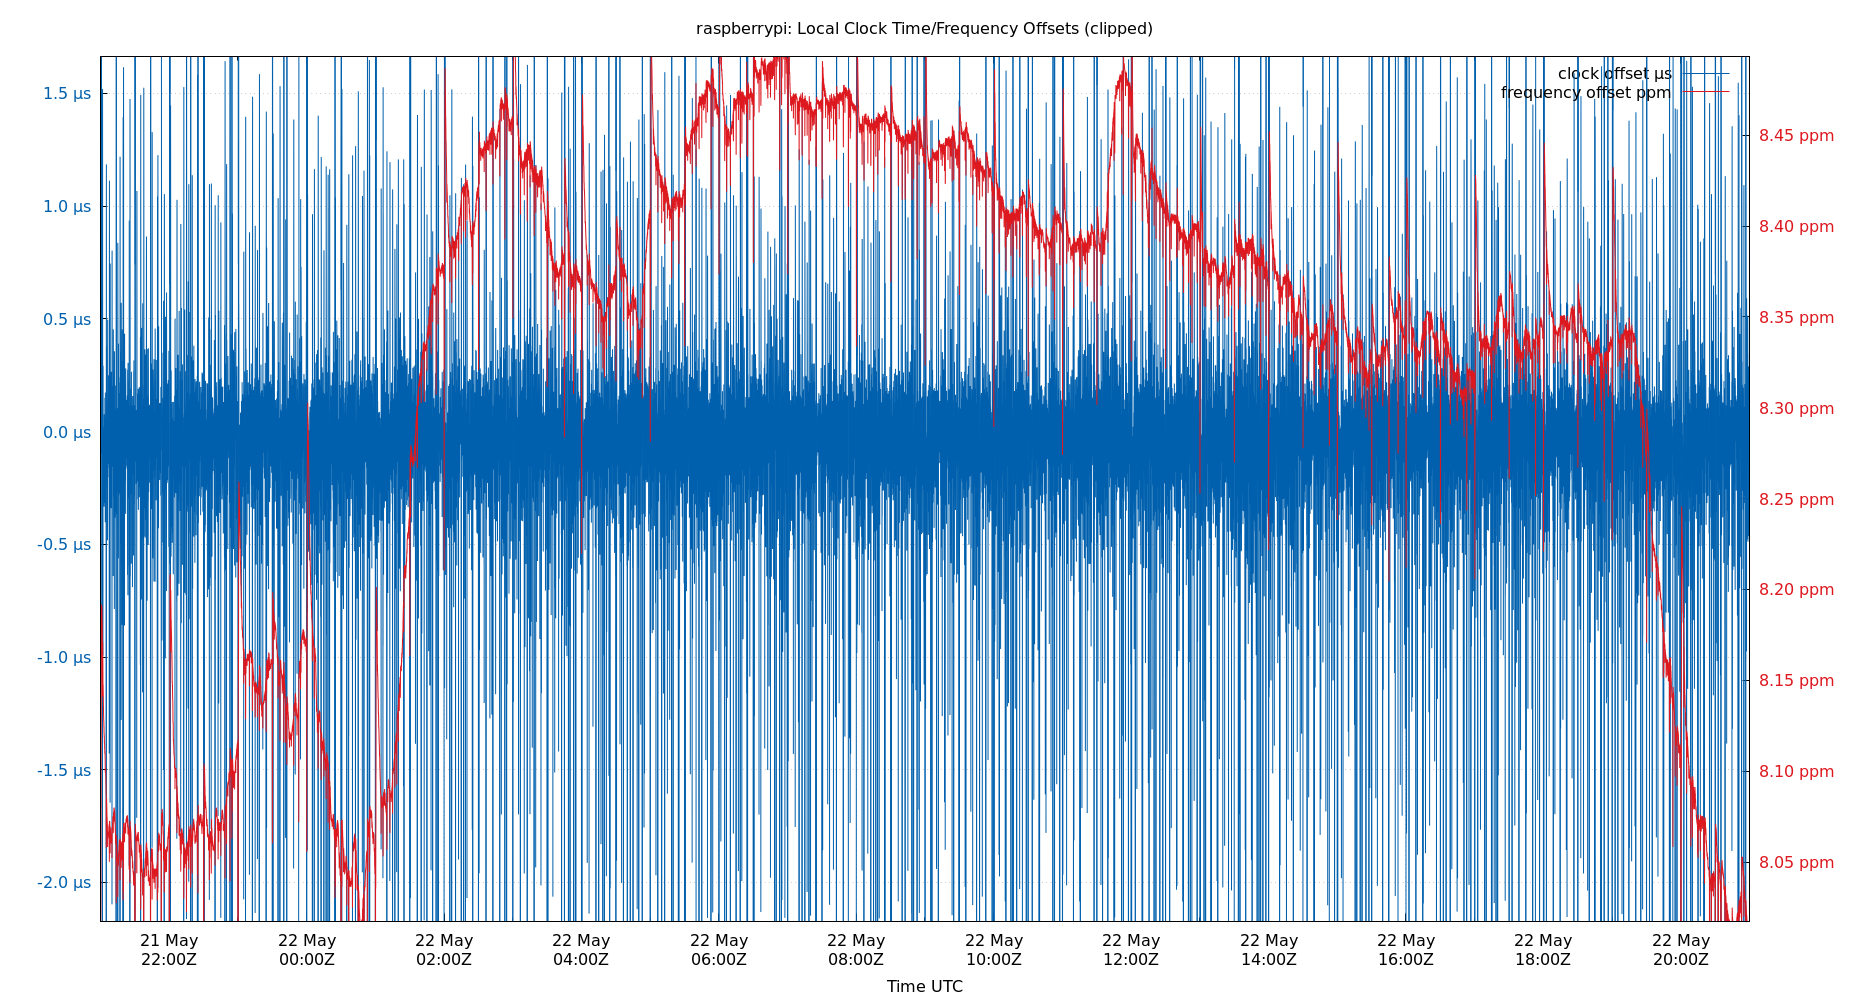 raspberrypi: Local Clock Time/Frequency Offsets (clipped)
clock offset µs
frequency offset ppm
1.5 µs
1.0 µs
0.5 µs
0.0 µs
-0.5 µs
-1.0 µs
-1.5 µs
-2.0 µs
8.45 ppm
8.40 ppm
8.35 ppm
8.30 ppm
8.25 ppm
8.20 ppm
8.15 ppm
8.10 ppm
8.05 ppm
21 May 22 May 22 May 22 May 22 May 22 May 22 May 22 May 22 May 22 May 22 May 22 May
22:00Z 00:00Z 02:00Z 04:00Z 06:00Z 08:00Z 10:00Z 12:00Z 14:00Z 16:00Z 18:00Z 20:00Z
Time UTC